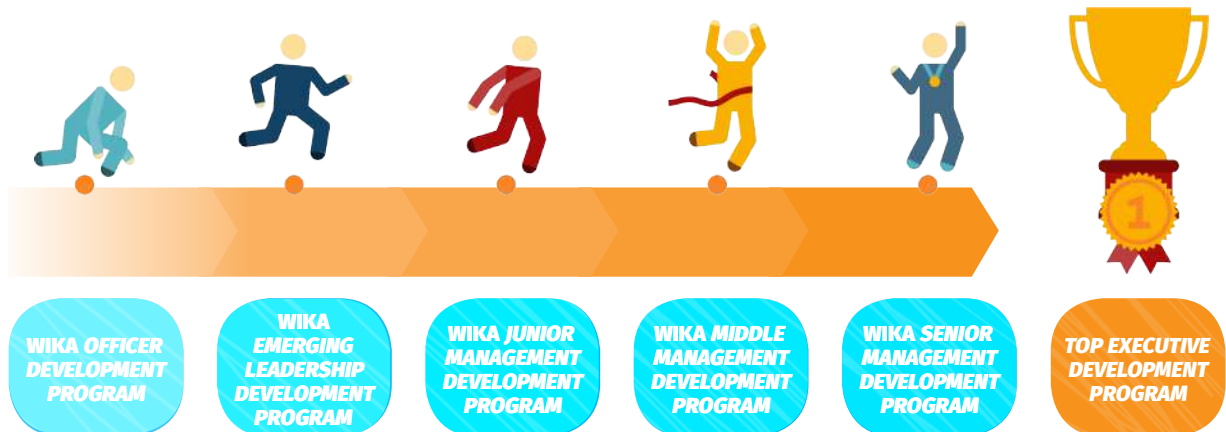 1
WIKA OFFICER
DEVELOPMENT
PROGRAM
WIKA
EMERGING
LEADERSHIP
DEVELOPMENT
PROGRAM
WIKA JUNIOR
MANAGEMENT
DEVELOPMENT
PROGRAM
WIKA MIDDLE
MANAGEMENT
DEVELOPMENT
PROGRAM
WIKA SENIOR
MANAGEMENT
DEVELOPMENT
PROGRAM
TOP EXECUTIVE
DEVELOPMENT
PROGRAM